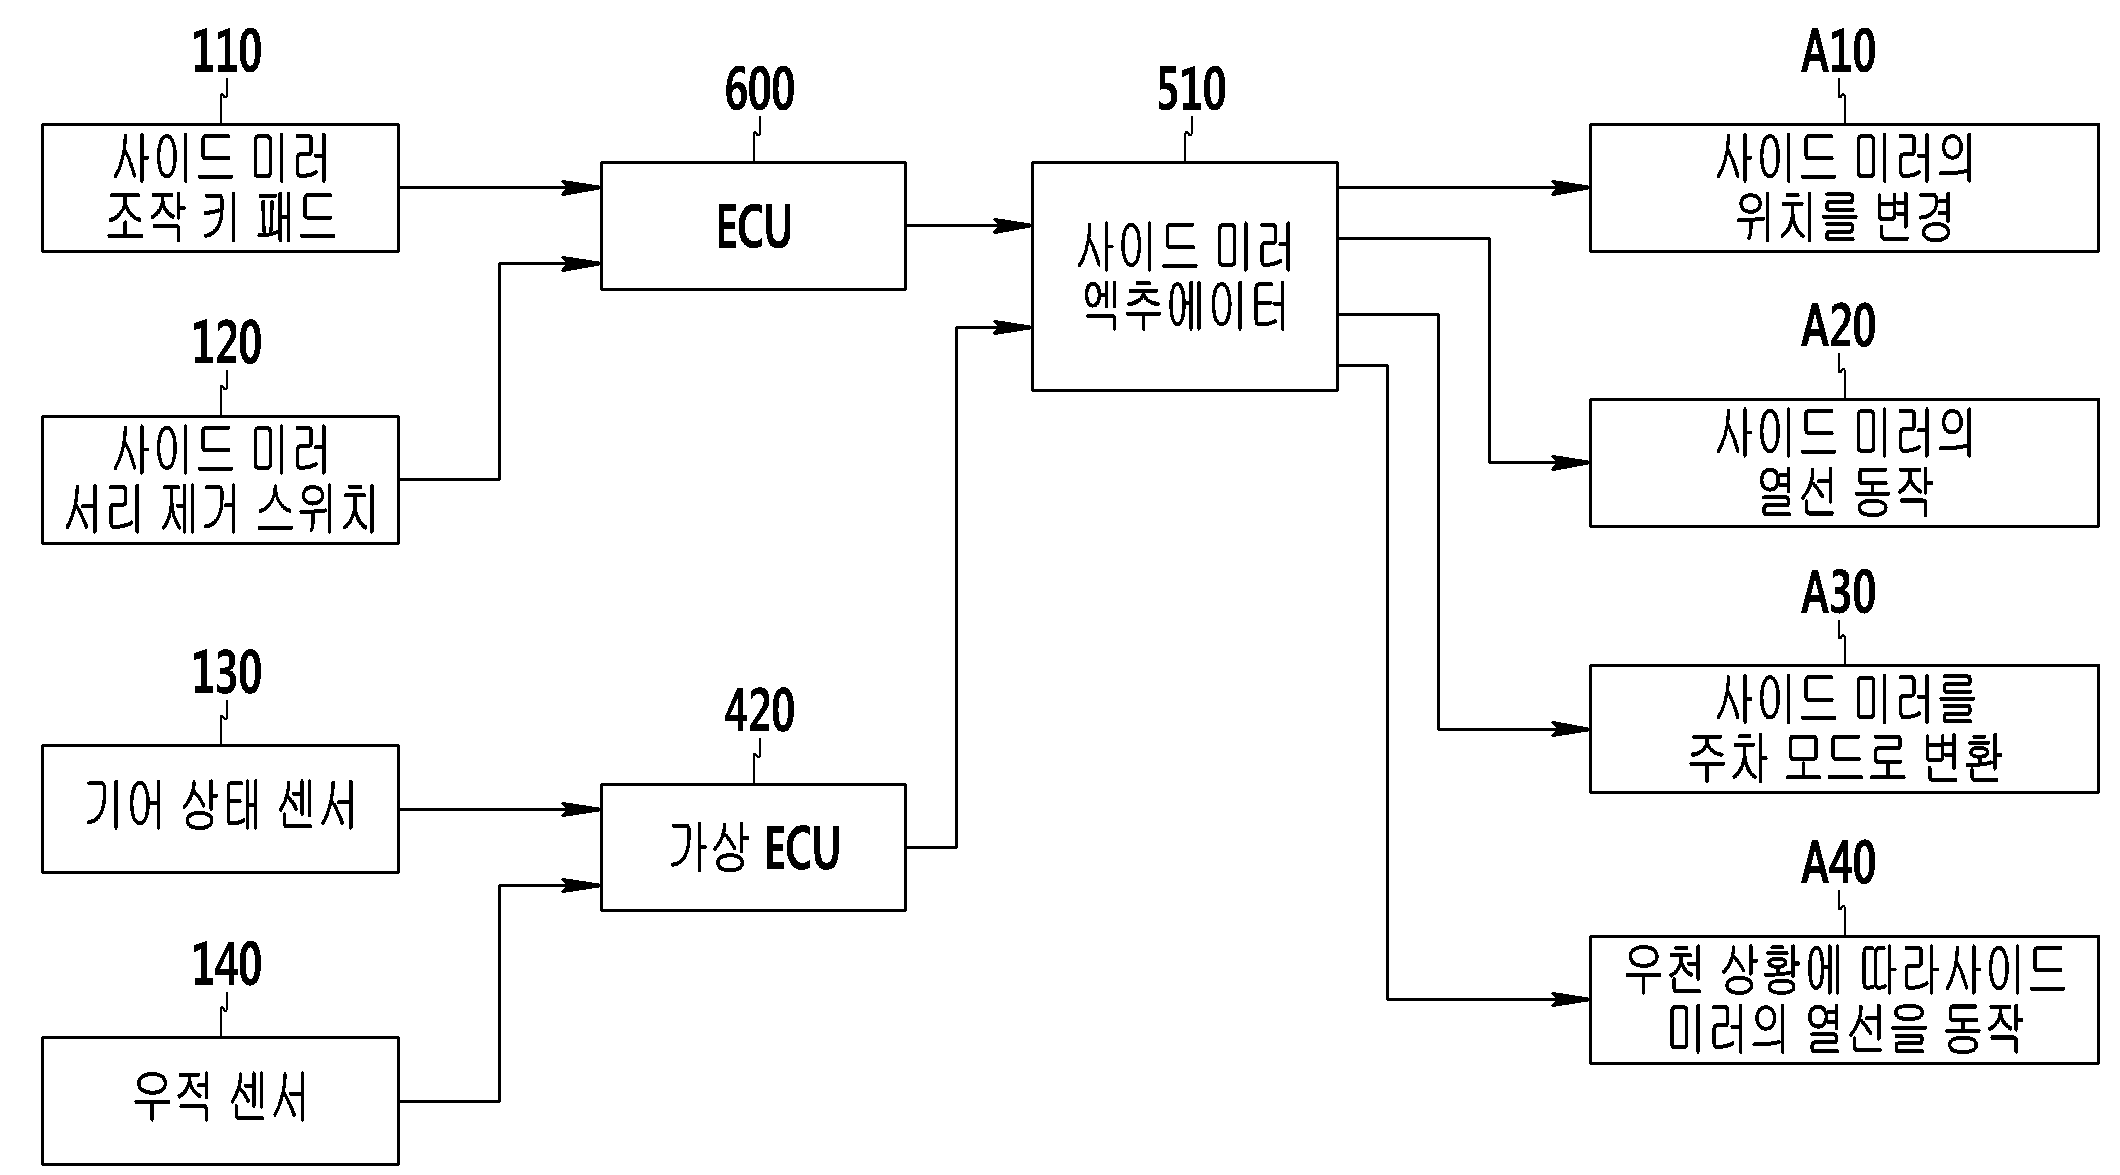 110
사이드 미러
조작 키 패드
120
사이드 미러
서리 제거 스위치
130
기어 상태 센서
140
우적 센서
600
ECU
420
가상 ECU
510
사이드 미러
엑추에이터
A10
사이드 미러의
위치를 변경
A20
사이드 미러의
열선 동작
A30
사이드 미러를
주차 모드로 변환
A40
우천 상황에 따라사이드
미러의 열선을 동작